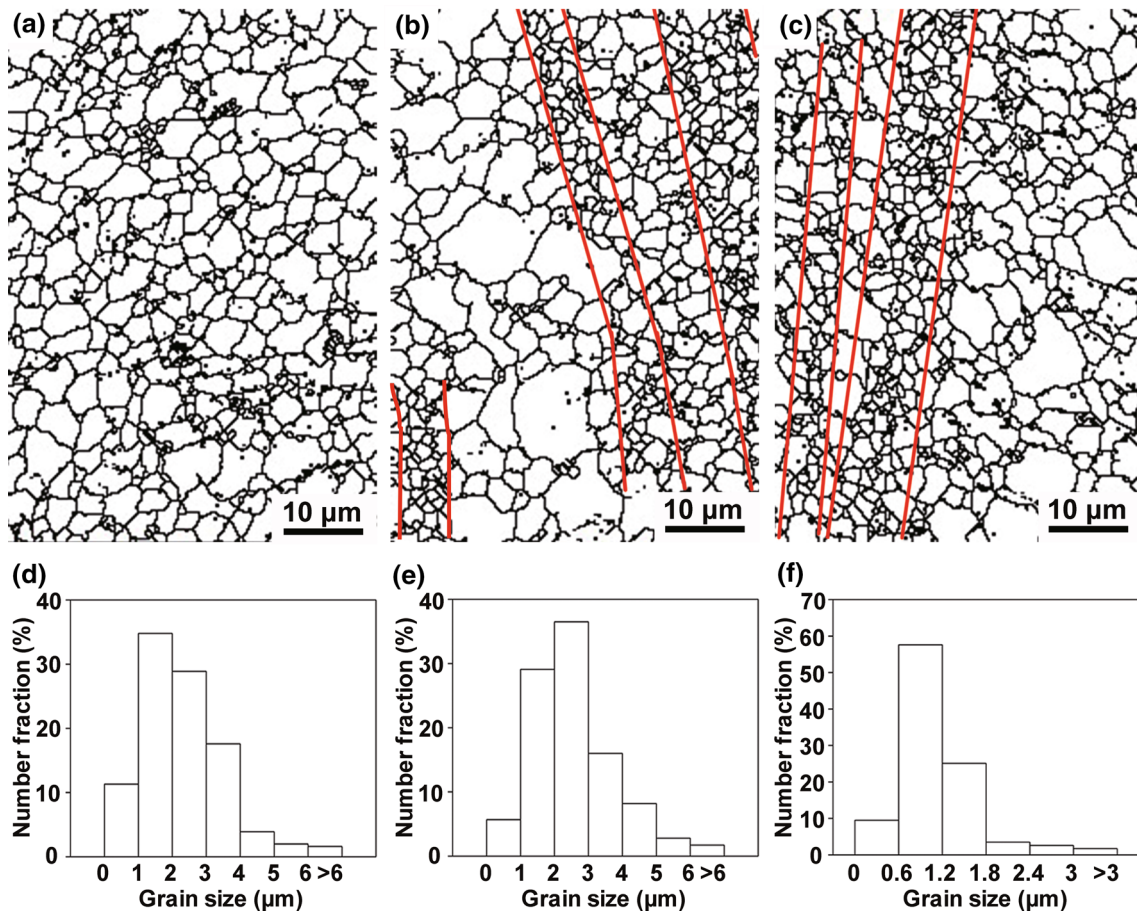 (a)
(b)
(c)
10 µm
10 µm
10 µm
(d)
(e)
(f)
Number fraction (%)
40
30
20
10
0
0 1 2 3 4 5 6 >6
Grain size (µm)
Number fraction (%)
40
30
20
10
0
0 1 2 3 4 5 6 >6
Grain size (µm)
Number fraction (%)
70
60
50
40
30
20
10
0
0 0.6 1.2 1.8 2.4 3 >3
Grain size (µm)